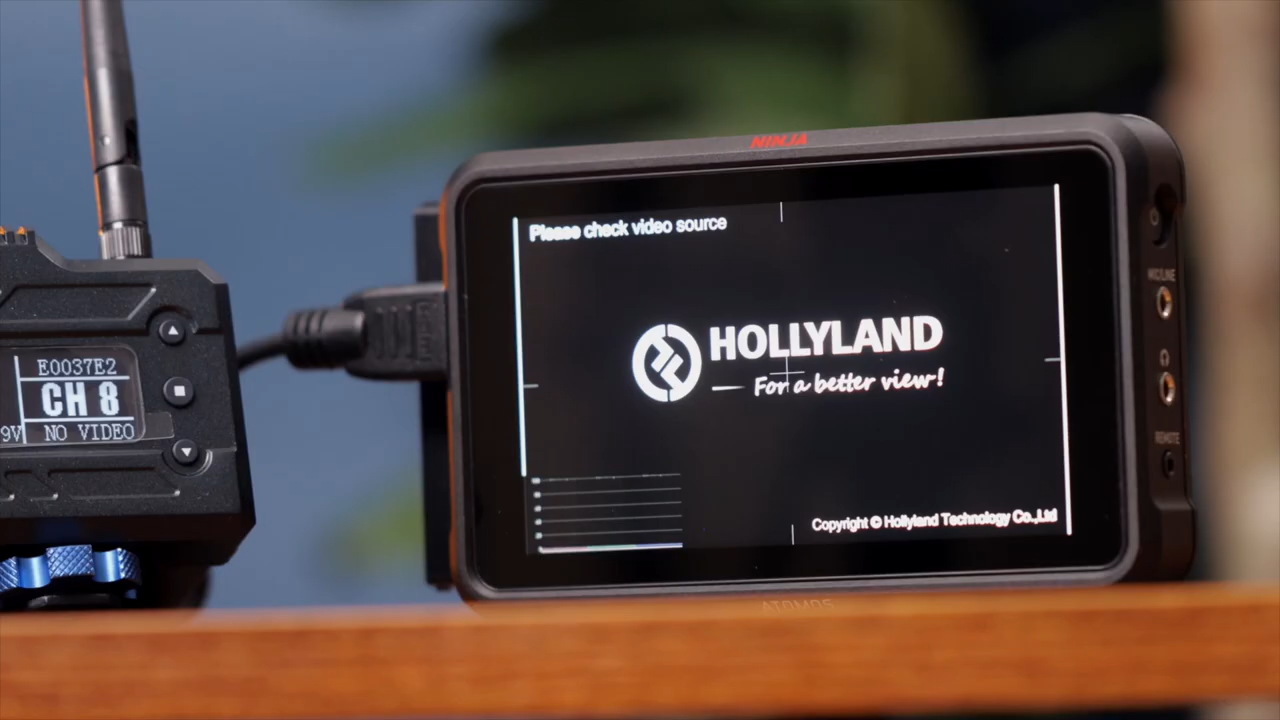 NINJA
Please check video source
HOLLYLAND
For a better view!
Copyright © Hollyland Technology Co.,Ltd
E0037E2
CH 8
9V NO VIDEO
MIC/LINE
REMOTE
ATOMOS